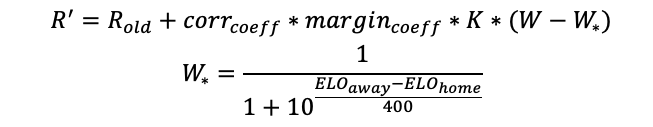 R′ = R_old + corr_coeff * margin_coeff * K * (W − W_*)
W_* = 1 / (1 + 10^((ELO_away−ELO_home)/400))